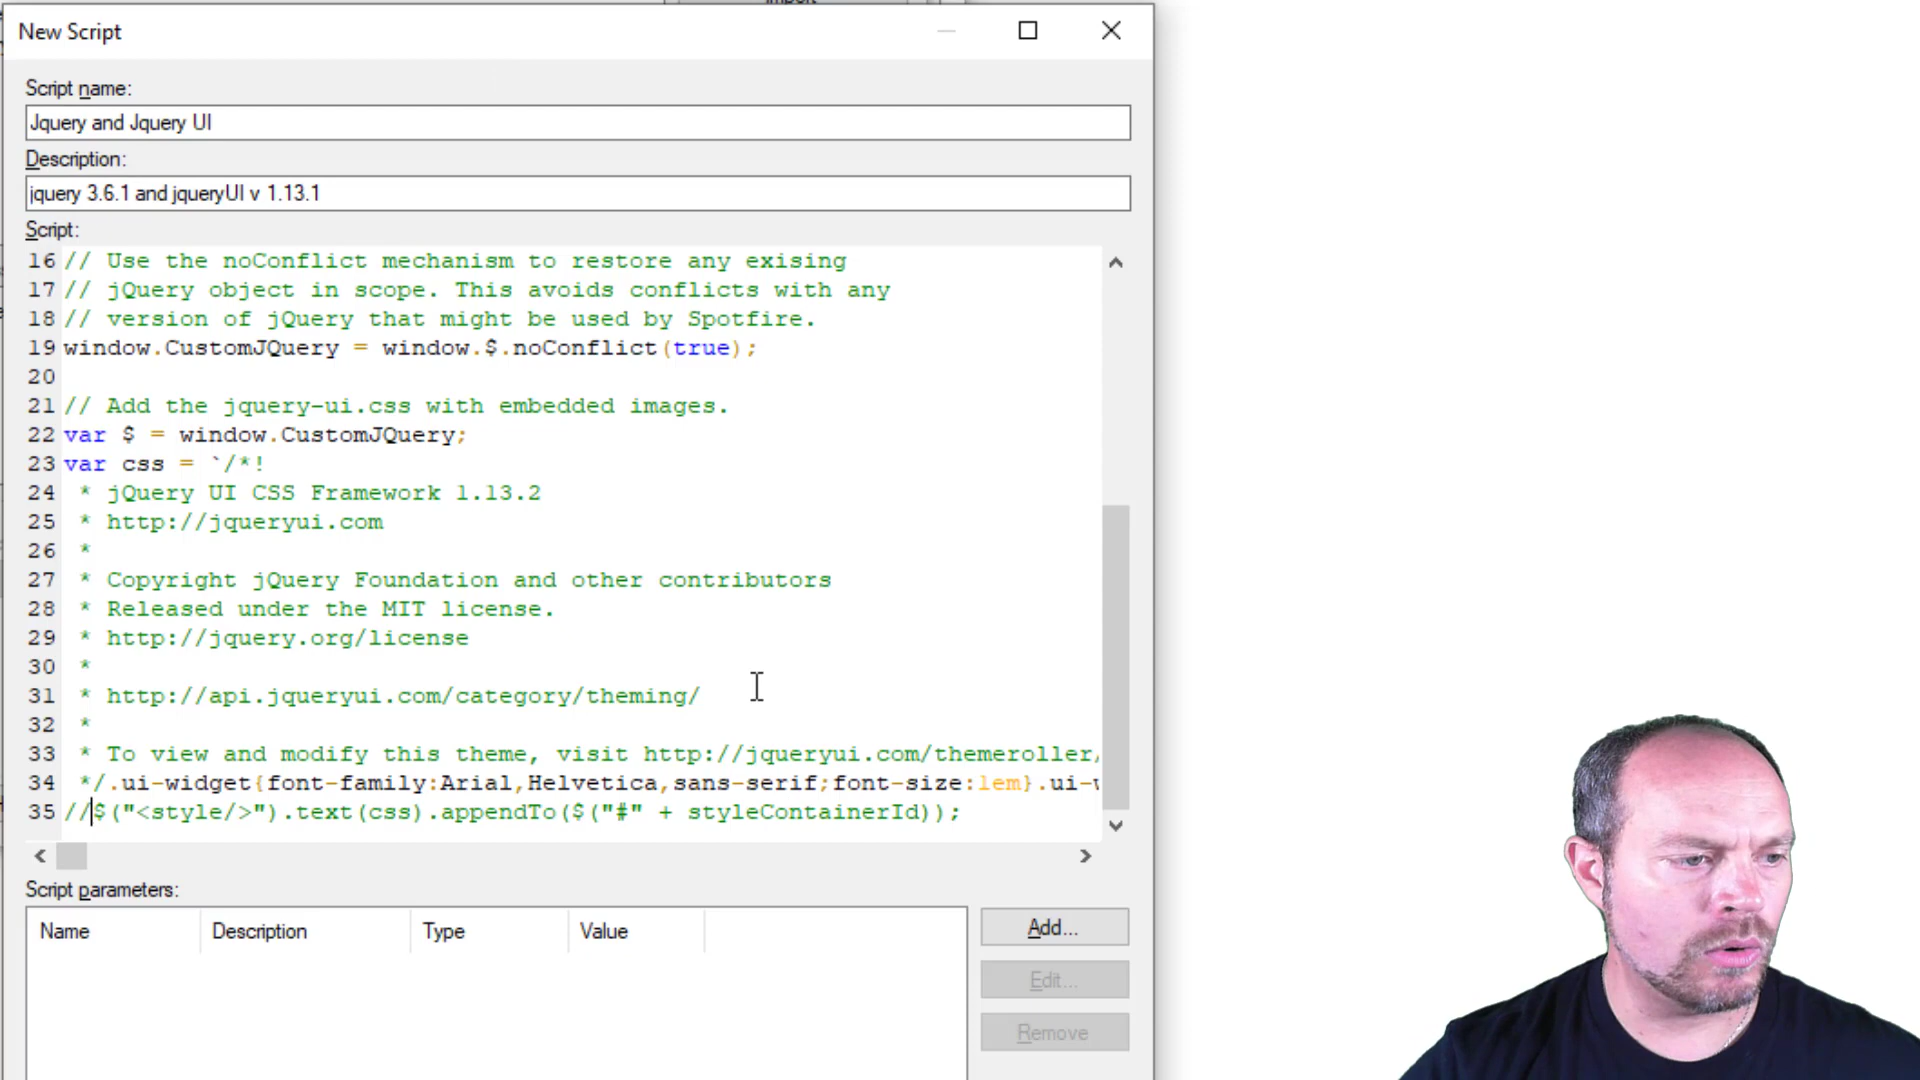 New Script
Script name:
Jquery and Jquery UI
Description:
jquery 3.6.1 and jqueryUI v 1.13.1
Script:
16 // Use the noConflict mechanism to restore any exising
17 // jQuery object in scope. This avoids conflicts with any
18 // version of jQuery that might be used by Spotfire.
19 window.CustomJQuery = window.$.noConflict(true);
20
21 // Add the jquery-ui.css with embedded images.
22 var $ = window.CustomJQuery;
23 var css = `/*!
24 * jQuery UI CSS Framework 1.13.2
25 * http://jqueryui.com
26 *
27 * Copyright jQuery Foundation and other contributors
28 * Released under the MIT license.
29 * http://jquery.org/license
30 *
31 * http://api.jqueryui.com/category/theming/
32 *
33 * To view and modify this theme, visit http://jqueryui.com/themeroller/
34 */.ui-widget{font-family:Arial,Helvetica,sans-serif;font-size:1em}.ui-
35 //$("<style/>").text(css).appendTo($("#" + styleContainerId));
Script parameters:
Name Description Type Value
Add...
Edit...
Remove